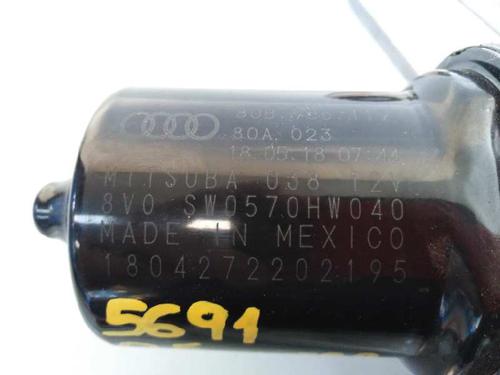 80A. 023
18.05.18 07:44
MITSUBA 038 12V
8V0 SW0570HW040
MADE IN MEXICO
1804272202195
5691